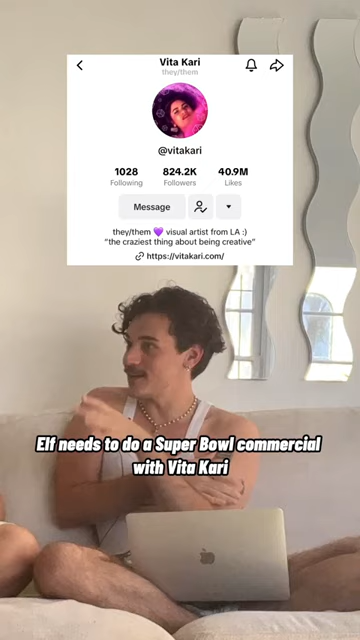 Vita Kari
they/them
@vitakari
1028 824.2K 40.9M
Following Followers Likes
Message
they/them 💜 visual artist from LA :)
"the craziest thing about being creative"
https://vitakari.com/
Elf needs to do a Super Bowl commercial
with Vita Kari